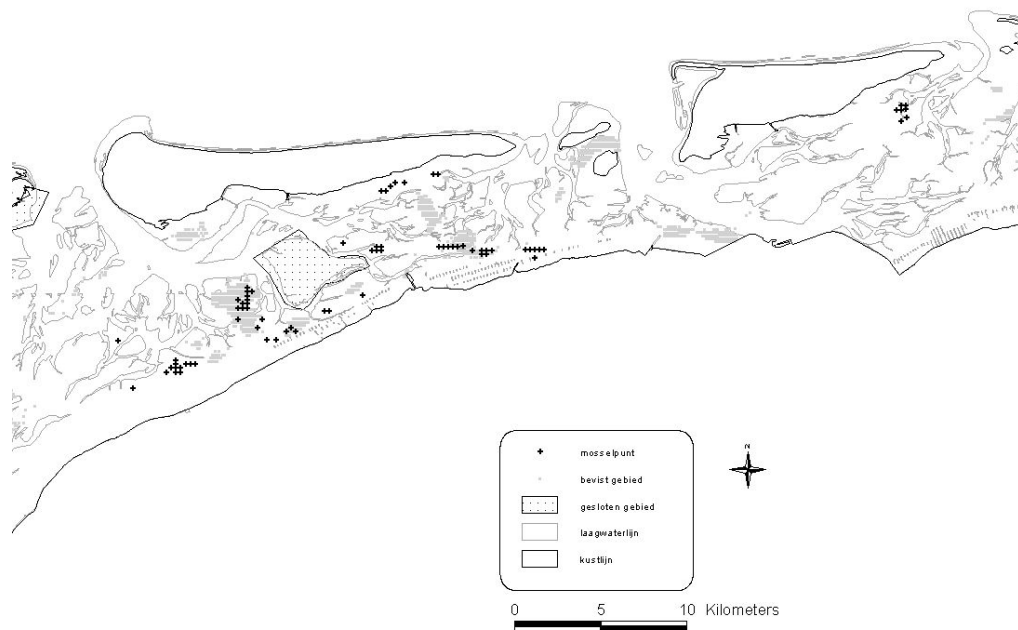 mosselpunt
N
bevist gebied
gesloten gebied
laagwaterlijn
kustlijn
0 5 10 Kilometers